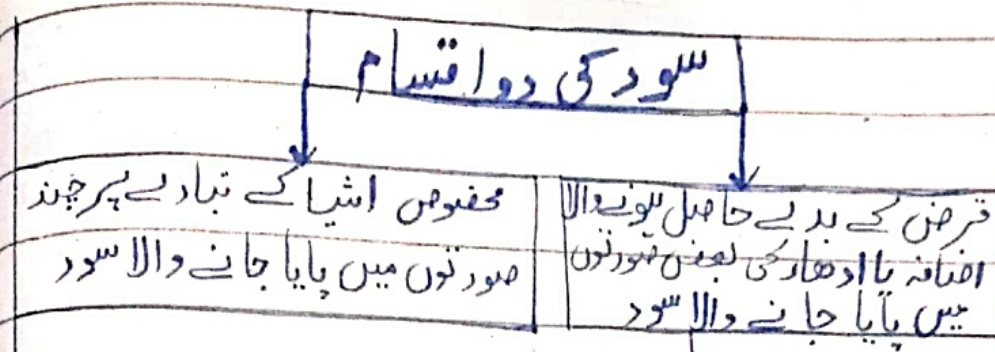 سود کی دو اقسام
قرض کے بدلے حاصل ہونے والا
اضافہ یا ادھار کی بعض صورتوں
میں پایا جانے والا سود
مخصوص اشیا کے تبادلے پر چند
صورتوں میں پایا جانے والا سود